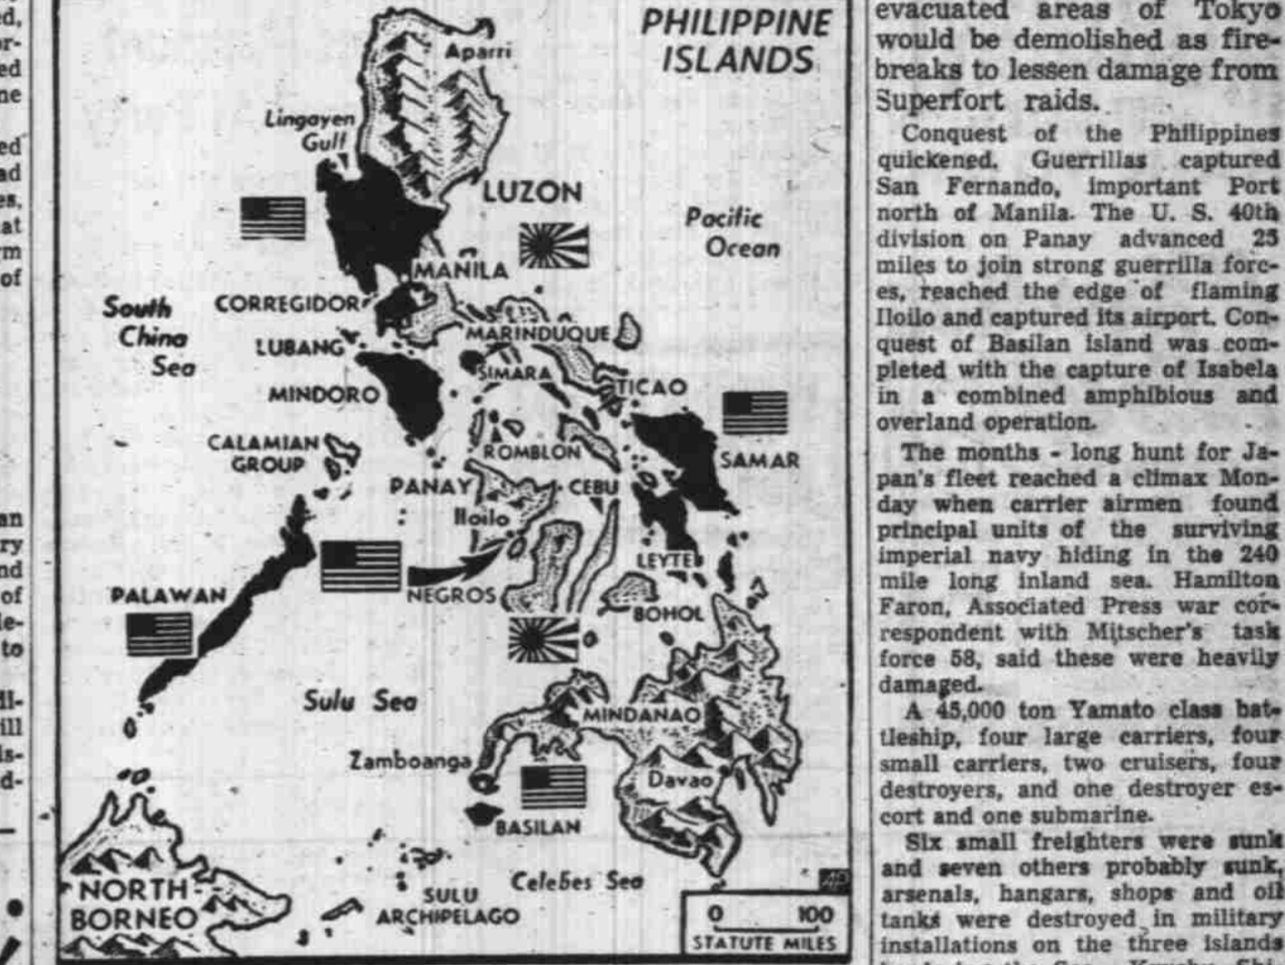 PHILIPPINE
ISLANDS
Aparri
Lingayen
Gulf
LUZON
Pacific
Ocean
MANILA
CORREGIDOR
South
China
Sea
MARINDUQUE
LUBANG
SIMARA
MINDORO
TICAO
CALAMIAN
GROUP
ROMBLON
SAMAR
PANAY
CEBU
Iloilo
LEYTE
PALAWAN
NEGROS
BOHOL
Sulu Sea
MINDANAO
Zamboanga
Davao
BASILAN
NORTH
BORNEO
SULU
ARCHIPELAGO
Celebes Sea
0 100
STATUTE MILES
evacuated areas of Tokyo
would be demolished as fire-
breaks to lessen damage from
Superfort raids.
Conquest of the Philippines
quickened. Guerrillas captured
San Fernando, important Port
north of Manila. The U. S. 40th
division on Panay advanced 25
miles to join strong guerrilla forc-
es, reached the edge of flaming
Iloilo and captured its airport. Con-
quest of Basilan island was com-
pleted with the capture of Isabela
in a combined amphibious and
overland operation.
The months - long hunt for Ja-
pan's fleet reached a climax Mon-
day when carrier airmen found
principal units of the surviving
imperial navy hiding in the 240
mile long inland sea. Hamilton
Faron, Associated Press war cor-
respondent with Mitscher's task
force 58, said these were heavily
damaged.
A 45,000 ton Yamato class bat-
tleship, four large carriers, four
small carriers, two cruisers, four
destroyers, and one destroyer es-
cort and one submarine.
Six small freighters were sunk
and seven others probably sunk,
arsenals, hangars, shops and oil
tanks were destroyed in military
installations on the three islands